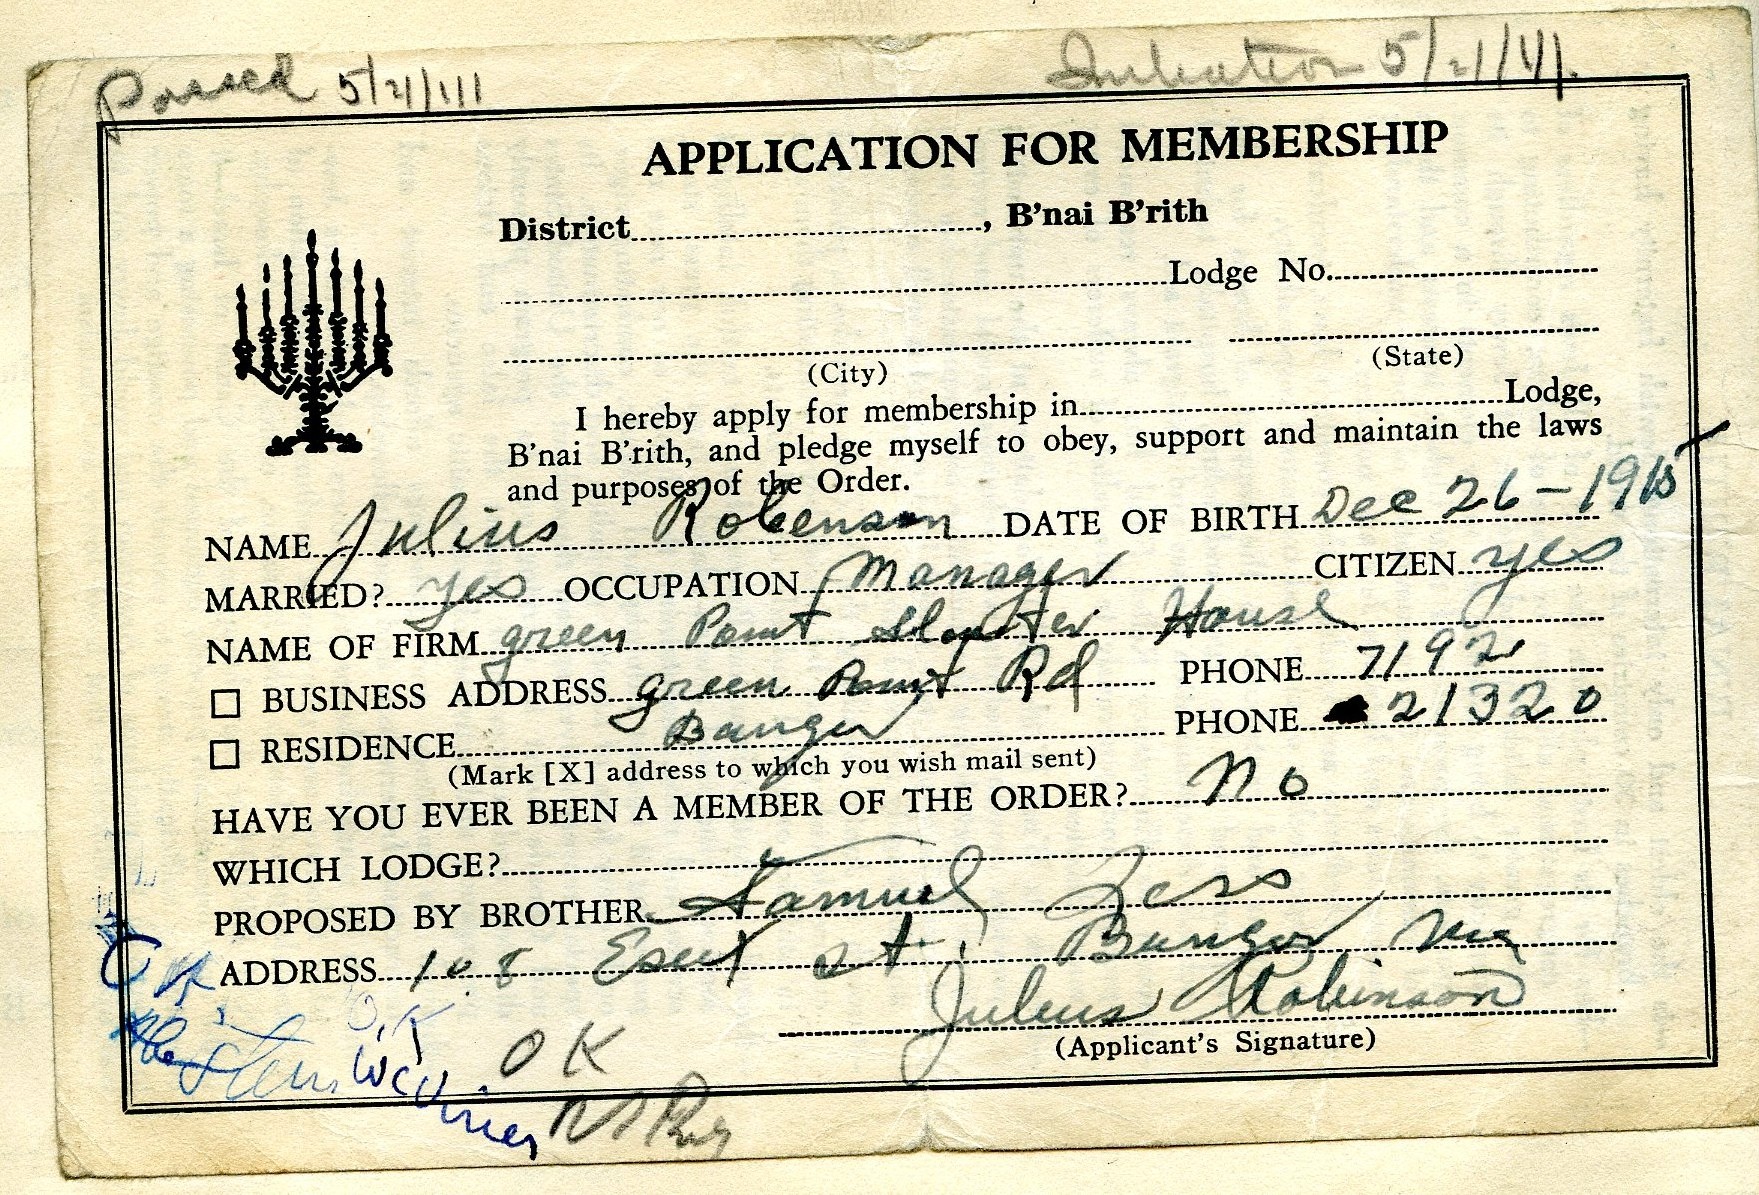 Passed 5/21/41
Initiation 5/21/41.
APPLICATION FOR MEMBERSHIP
District, B'nai B'rith
Lodge No.
(City) (State)
I hereby apply for membership in Lodge,
B'nai B'rith, and pledge myself to obey, support and maintain the laws
and purposes of the Order.
NAME Julius Robenson DATE OF BIRTH Dec 26-1915
MARRIED? yes OCCUPATION Manager CITIZEN yes
NAME OF FIRM green Point House
☐ BUSINESS ADDRESS green Point Rd PHONE 7192
☐ RESIDENCE Bangor PHONE 21320
(Mark [X] address to which you wish mail sent)
HAVE YOU EVER BEEN A MEMBER OF THE ORDER? No
WHICH LODGE?
PROPOSED BY BROTHER Samuel
ADDRESS 108 st. Bangor Me
Julius Robinson
(Applicant's Signature)
OK
O.K
OK